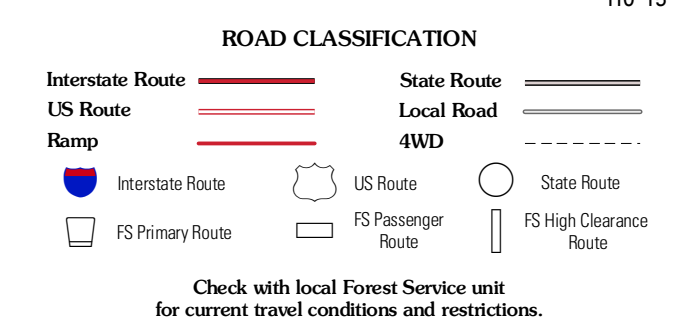 ROAD CLASSIFICATION
Interstate Route
State Route
US Route
Local Road
Ramp
4WD
Interstate Route
US Route
State Route
FS Primary Route
FS Passenger
Route
FS High Clearance
Route
Check with local Forest Service unit
for current travel conditions and restrictions.